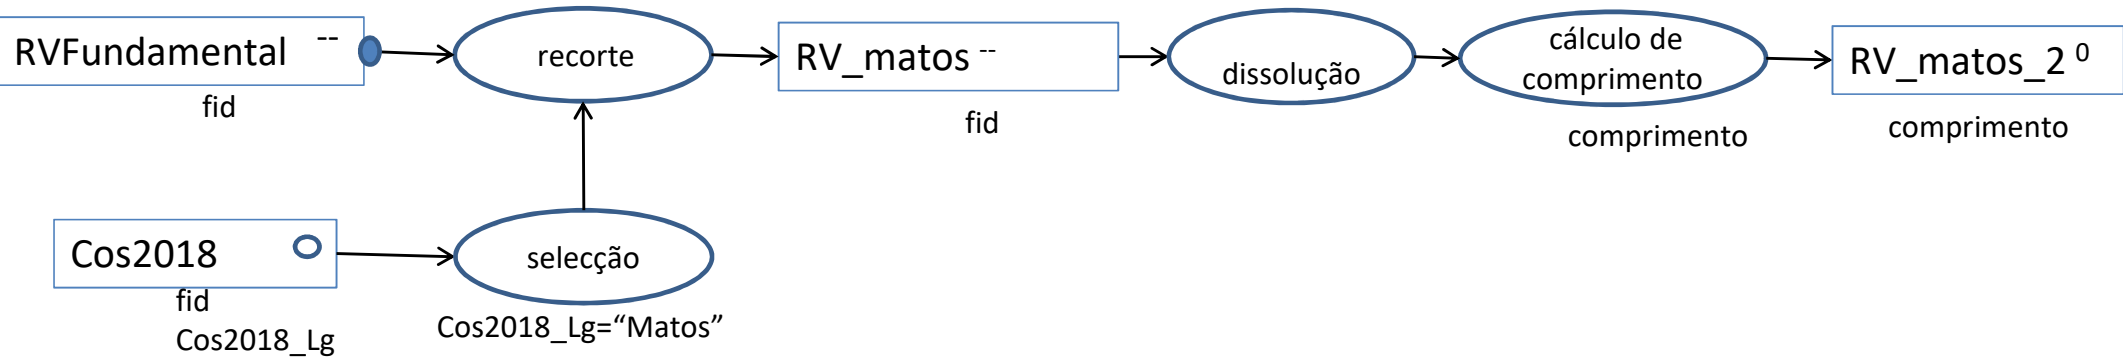 RVFundamental --
fid
recorte
RV_matos --
fid
dissolução
cálculo de
comprimento
comprimento
RV_matos_2 0
comprimento
Cos2018
fid
Cos2018_Lg
selecção
Cos2018_Lg=“Matos”